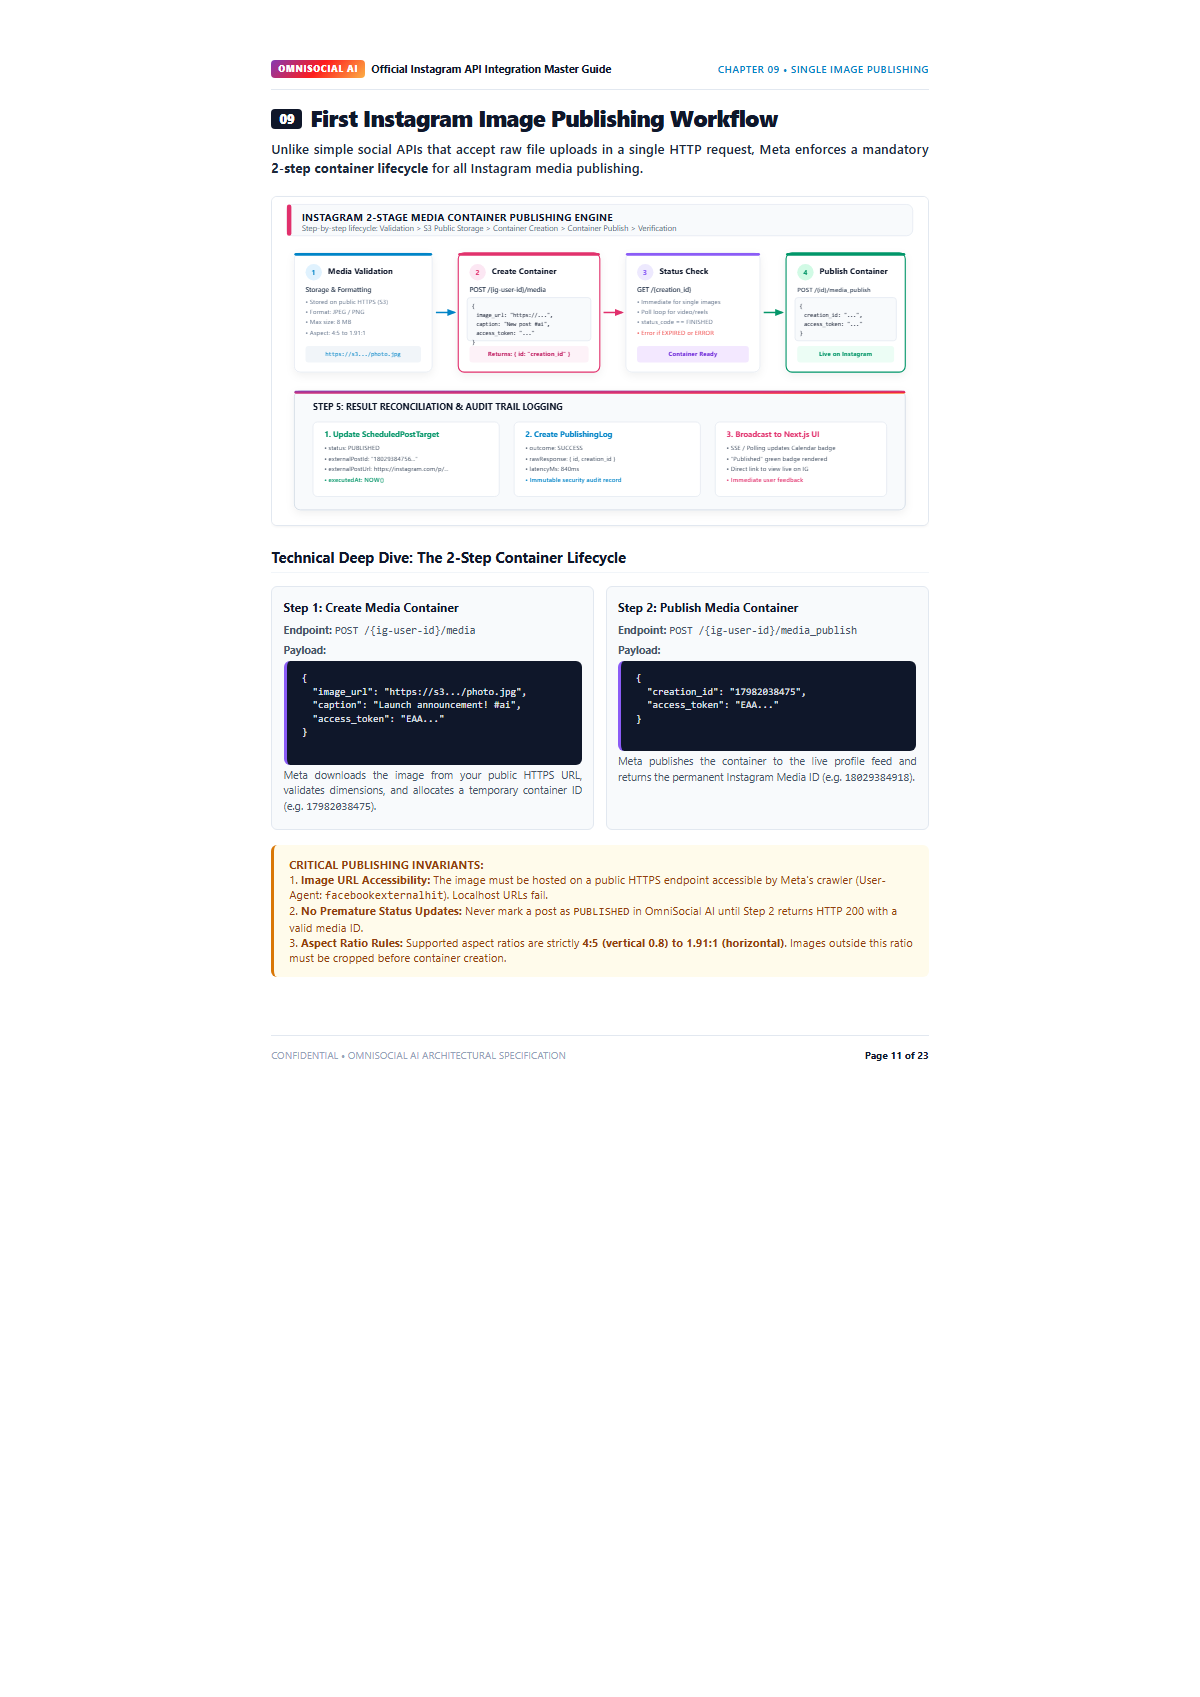 OMNISOCIAL AI Official Instagram API Integration Master Guide
CHAPTER 09 • SINGLE IMAGE PUBLISHING
09 First Instagram Image Publishing Workflow
Unlike simple social APIs that accept raw file uploads in a single HTTP request, Meta enforces a mandatory
2-step container lifecycle for all Instagram media publishing.
INSTAGRAM 2-STAGE MEDIA CONTAINER PUBLISHING ENGINE
Step-by-step lifecycle: Validation > S3 Public Storage > Container Creation > Container Publish > Verification
1 Media Validation
Storage & Formatting
• Stored on public HTTPS (S3)
• Format: JPEG / PNG
• Max size: 8 MB
• Aspect: 4:5 to 1.91:1
https://s3.../photo.jpg
2 Create Container
POST /{ig-user-id}/media
{
image_url: "https://...",
caption: "New post #ai",
access_token: "..."
}
Returns: { id: "creation_id" }
3 Status Check
GET /{creation_id}
• Immediate for single images
• Poll loop for video/reels
• status_code == FINISHED
• Error if EXPIRED or ERROR
Container Ready
4 Publish Container
POST /{id}/media_publish
{
creation_id: "...",
access_token: "..."
}
Live on Instagram
STEP 5: RESULT RECONCILIATION & AUDIT TRAIL LOGGING
1. Update ScheduledPostTarget
• status: PUBLISHED
• externalPostId: "18029384756..."
• externalPostUrl: https://instagram.com/p/...
• executedAt: NOW()
2. Create PublishingLog
• outcome: SUCCESS
• rawResponse: { id, creation_id }
• latencyMs: 840ms
• Immutable security audit record
3. Broadcast to Next.js UI
• SSE / Polling updates Calendar badge
• "Published" green badge rendered
• Direct link to view live on IG
• Immediate user feedback
Technical Deep Dive: The 2-Step Container Lifecycle
Step 1: Create Media Container
Endpoint: POST /{ig-user-id}/media
Payload:
{
"image_url": "https://s3.../photo.jpg",
"caption": "Launch announcement! #ai",
"access_token": "EAA..."
}
Meta downloads the image from your public HTTPS URL,
validates dimensions, and allocates a temporary container ID
(e.g. 17982038475).
Step 2: Publish Media Container
Endpoint: POST /{ig-user-id}/media_publish
Payload:
{
"creation_id": "17982038475",
"access_token": "EAA..."
}
Meta publishes the container to the live profile feed and
returns the permanent Instagram Media ID (e.g. 18029384918).
CRITICAL PUBLISHING INVARIANTS:
1. Image URL Accessibility: The image must be hosted on a public HTTPS endpoint accessible by Meta's crawler (User-
Agent: facebookexternalhit). Localhost URLs fail.
2. No Premature Status Updates: Never mark a post as PUBLISHED in OmniSocial AI until Step 2 returns HTTP 200 with a
valid media ID.
3. Aspect Ratio Rules: Supported aspect ratios are strictly 4:5 (vertical 0.8) to 1.91:1 (horizontal). Images outside this ratio
must be cropped before container creation.
CONFIDENTIAL • OMNISOCIAL AI ARCHITECTURAL SPECIFICATION
Page 11 of 23